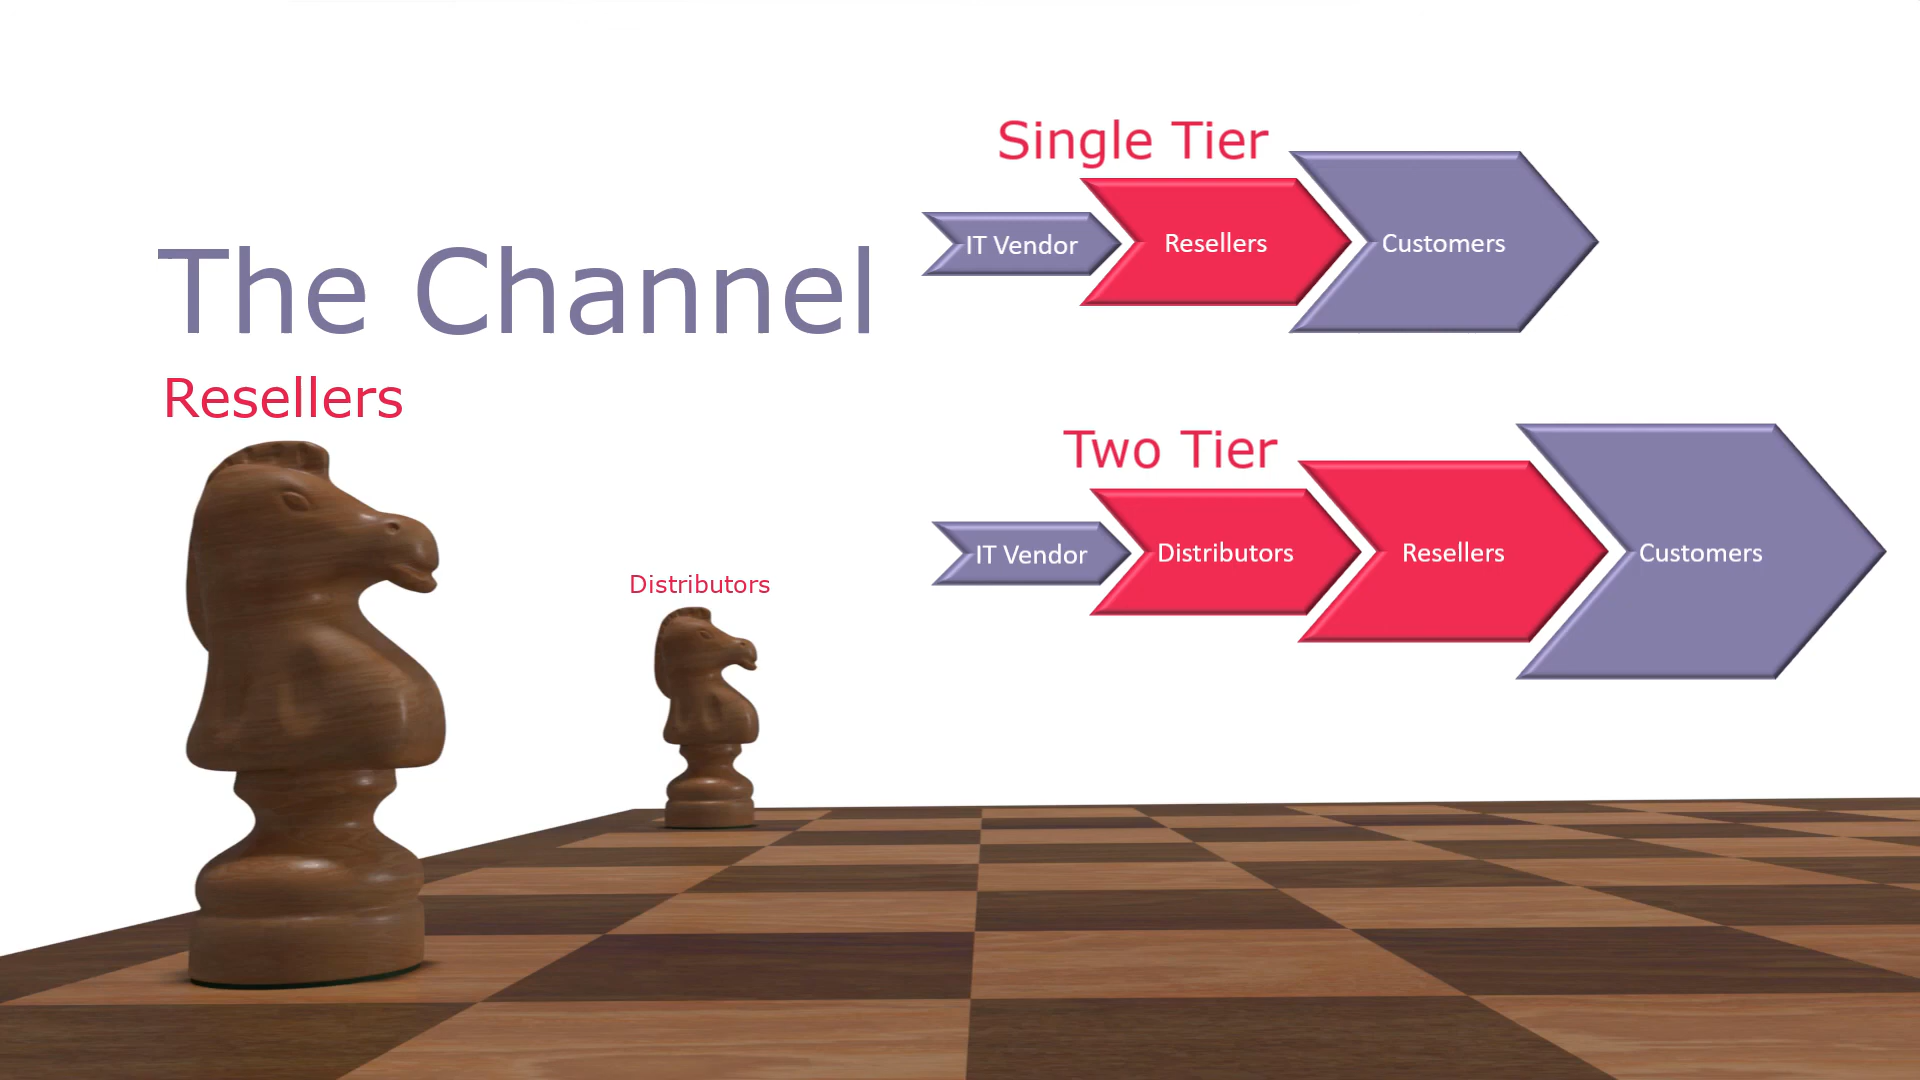 The Channel
Resellers
Distributors
Single Tier
IT Vendor
Resellers
Customers
Two Tier
IT Vendor
Distributors
Resellers
Customers